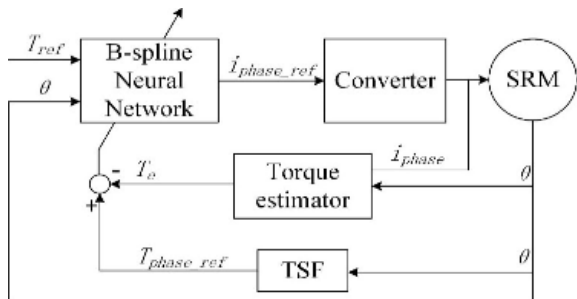 T_ref
θ
B-spline
Neural
Network
i_phase_ref
Converter
SRM
i_phase
-
T_e
Torque
estimator
θ
+
T_phase_ref
TSF
θ